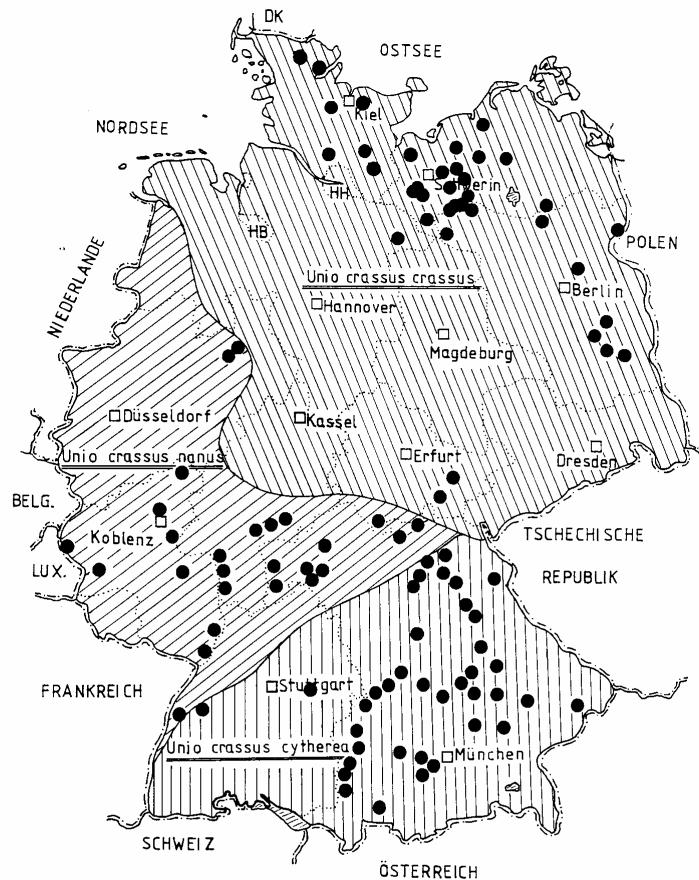 DK
OSTSEE
Kiel
NORDSEE
HH
Schwerin
HB
POLEN
NIEDERLANDE
Unio crassus crassus
Berlin
Hannover
Magdeburg
Düsseldorf
Kassel
Unio crassus nanus
Erfurt
Dresden
BELG.
Koblenz
TSCHECHISCHE
LUX.
REPUBLIK
FRANKREICH
Stuttgart
Unio crassus cytherea
München
SCHWEIZ
ÖSTERREICH